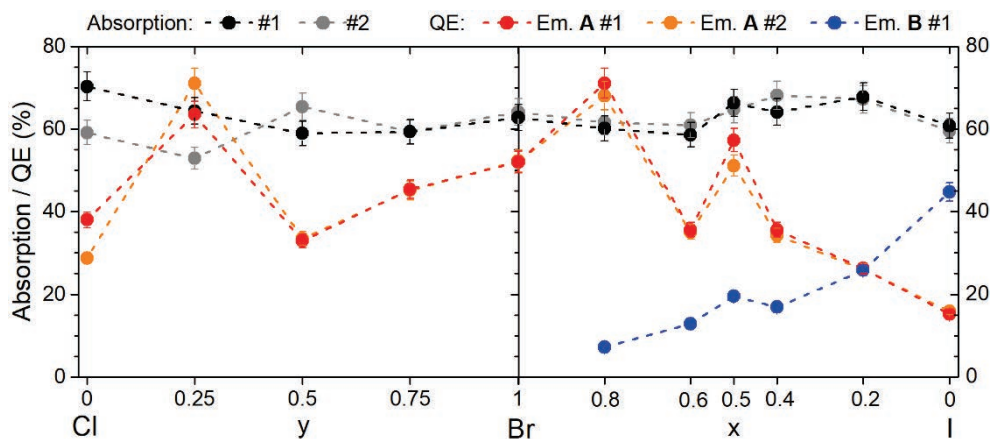 Absorption: #1 #2 QE: Em. A #1 Em. A #2 Em. B #1
Absorption / QE (%)
80 80
60 60
40 40
20 20
0 0
0 0.25 0.5 0.75 1 0.8 0.6 0.5 0.4 0.2 0
Cl y Br x I